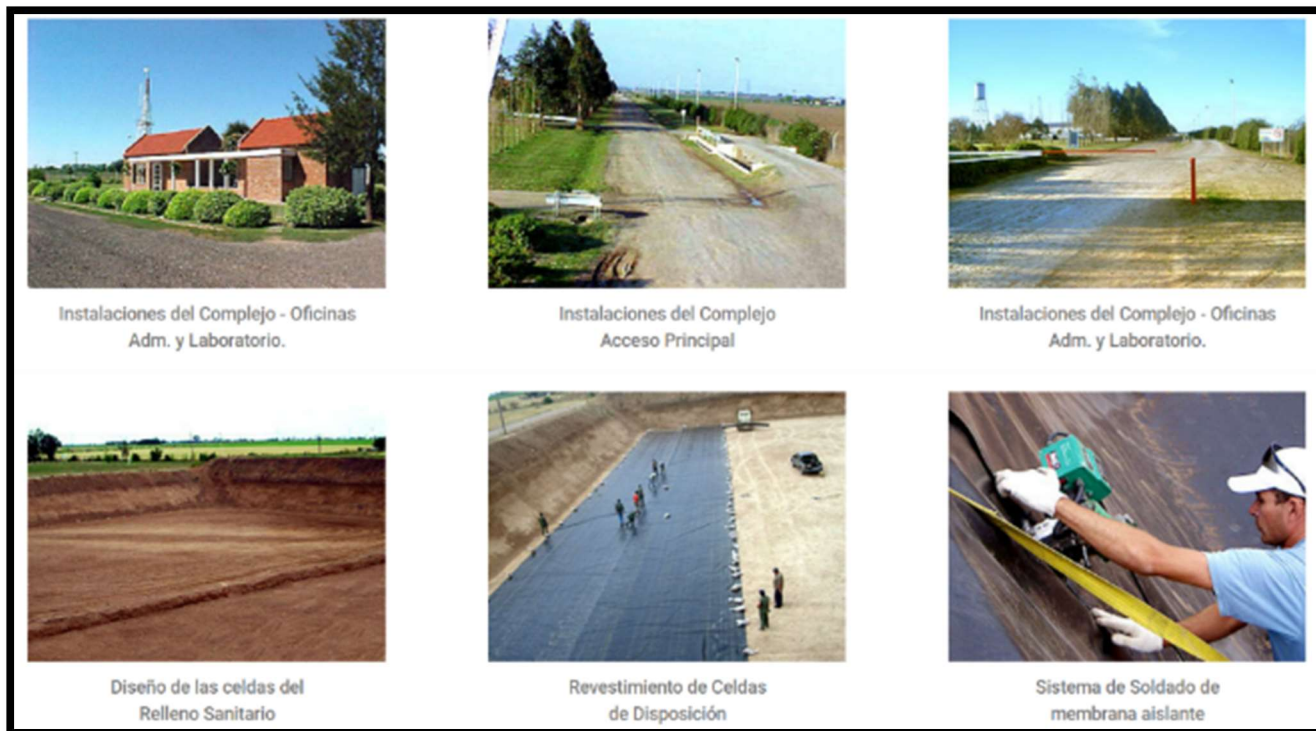 Instalaciones del Complejo - Oficinas
Adm. y Laboratorio.
Instalaciones del Complejo
Acceso Principal
Instalaciones del Complejo - Oficinas
Adm. y Laboratorio.
Diseño de las celdas del
Relleno Sanitario
Revestimiento de Celdas
de Disposición
Sistema de Soldado de
membrana aislante